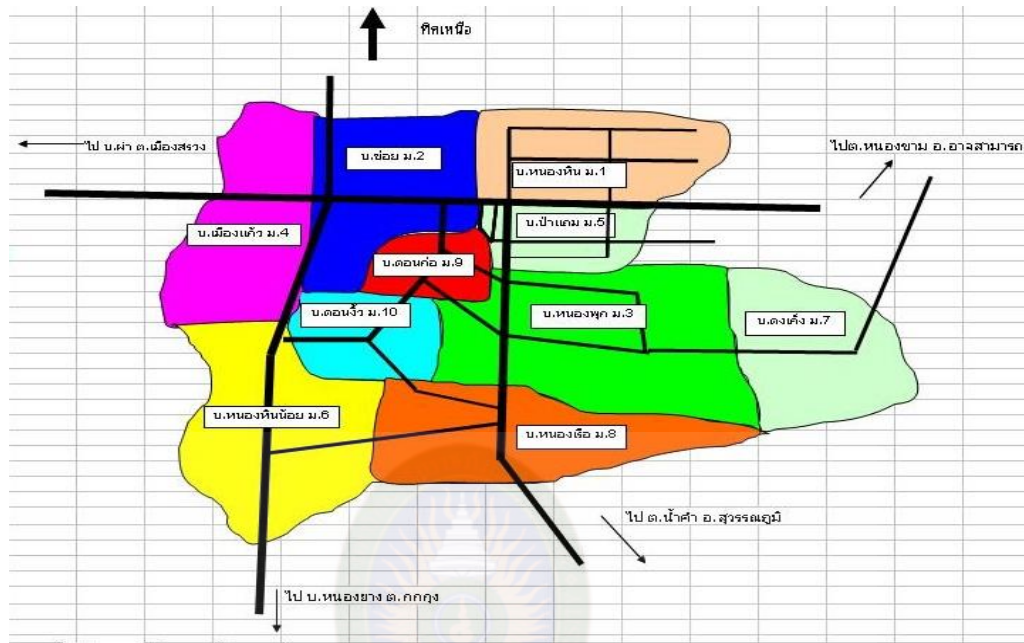 ทิศเหนือ
ไป บ.ผำ ต.เมืองสรวง
บ.ข่อย ม.2
บ.หนองหิน ม.1
ไปต.หนองขาม อ.อาจสามารถ
บ.เมืองแก้ว ม.4
บ.ป่าแดม ม.5
บ.ดอนก่อ ม.9
บ.ดอนงิ้ว ม.10
บ.หนองพุก ม.3
บ.ดงเค็ง ม.7
บ.หนองหินน้อย ม.6
บ.หนองเรือ ม.8
ไป ต.น้ำคำ อ.สุวรรณภูมิ
ไป บ.หนองยาง ต.กกกุง